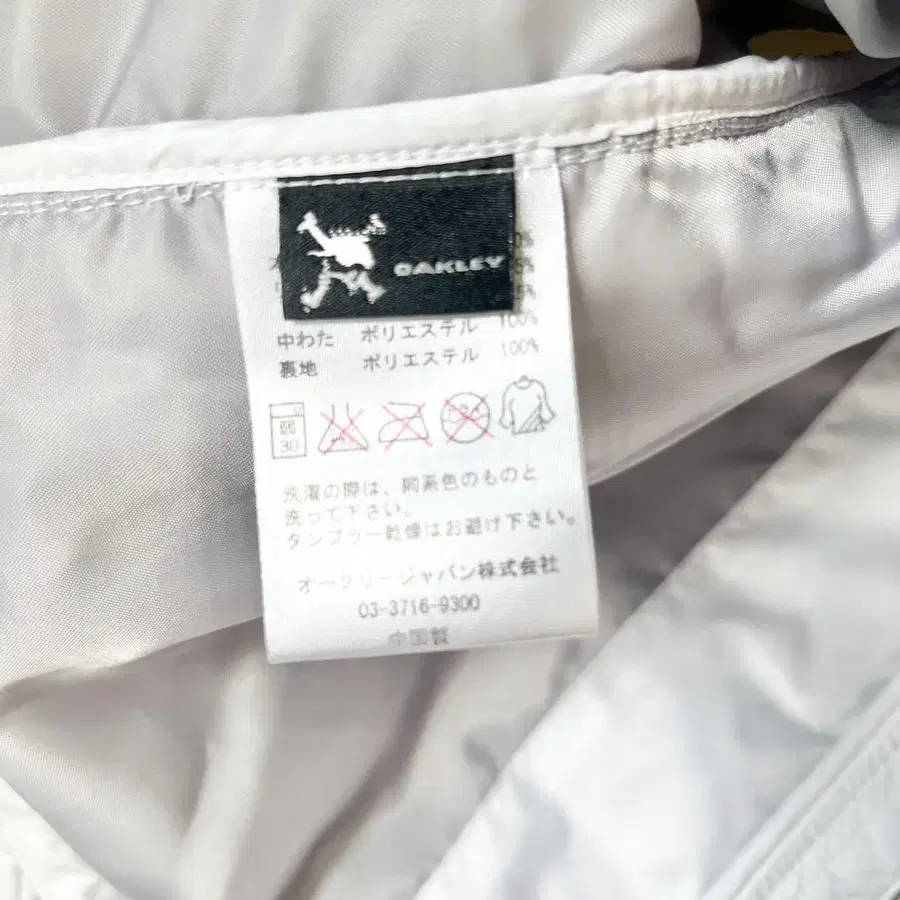 OAKLEY
中わた ポリエステル 100%
裏地 ポリエステル 100%
30
洗濯の際は、同系色のものと
洗って下さい。
タンブラー乾燥はお避け下さい。
オークリージャパン株式会社
03-3716-9300
中国製